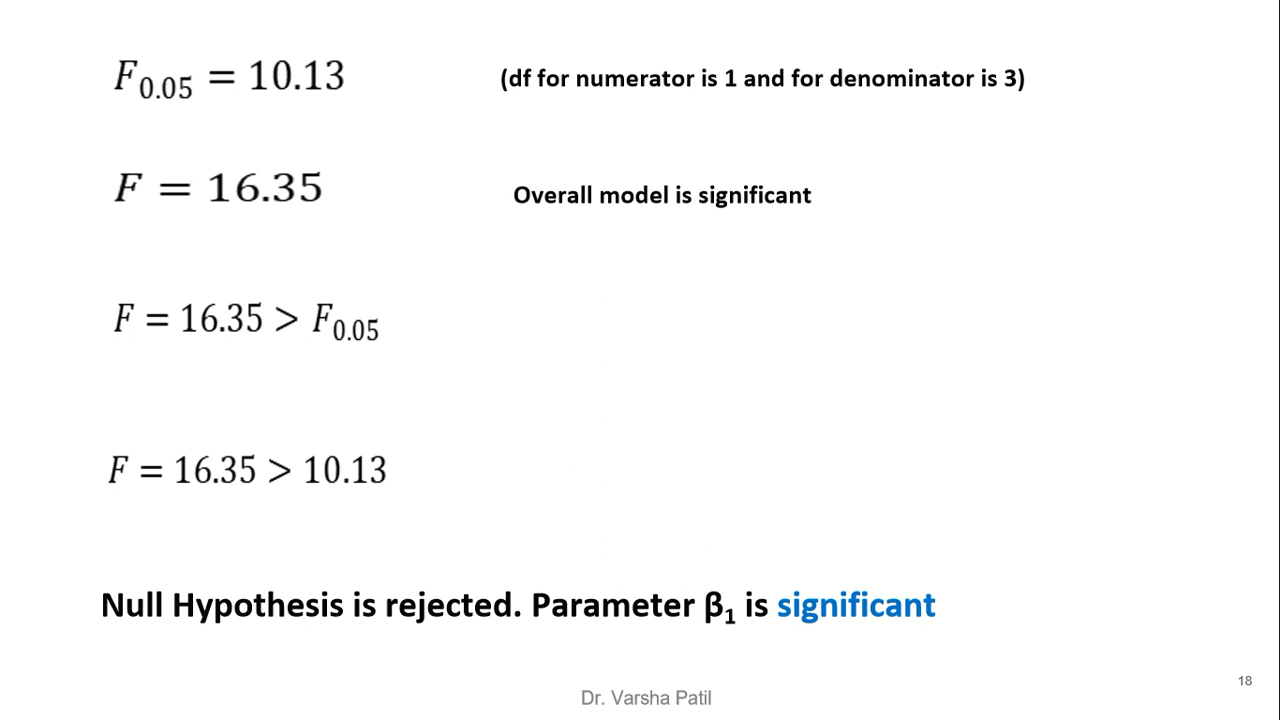 F₀.₀₅ = 10.13 (df for numerator is 1 and for denominator is 3)
F = 16.35 Overall model is significant
F = 16.35 > F₀.₀₅
F = 16.35 > 10.13
Null Hypothesis is rejected. Parameter β₁ is significant
18
Dr. Varsha Patil